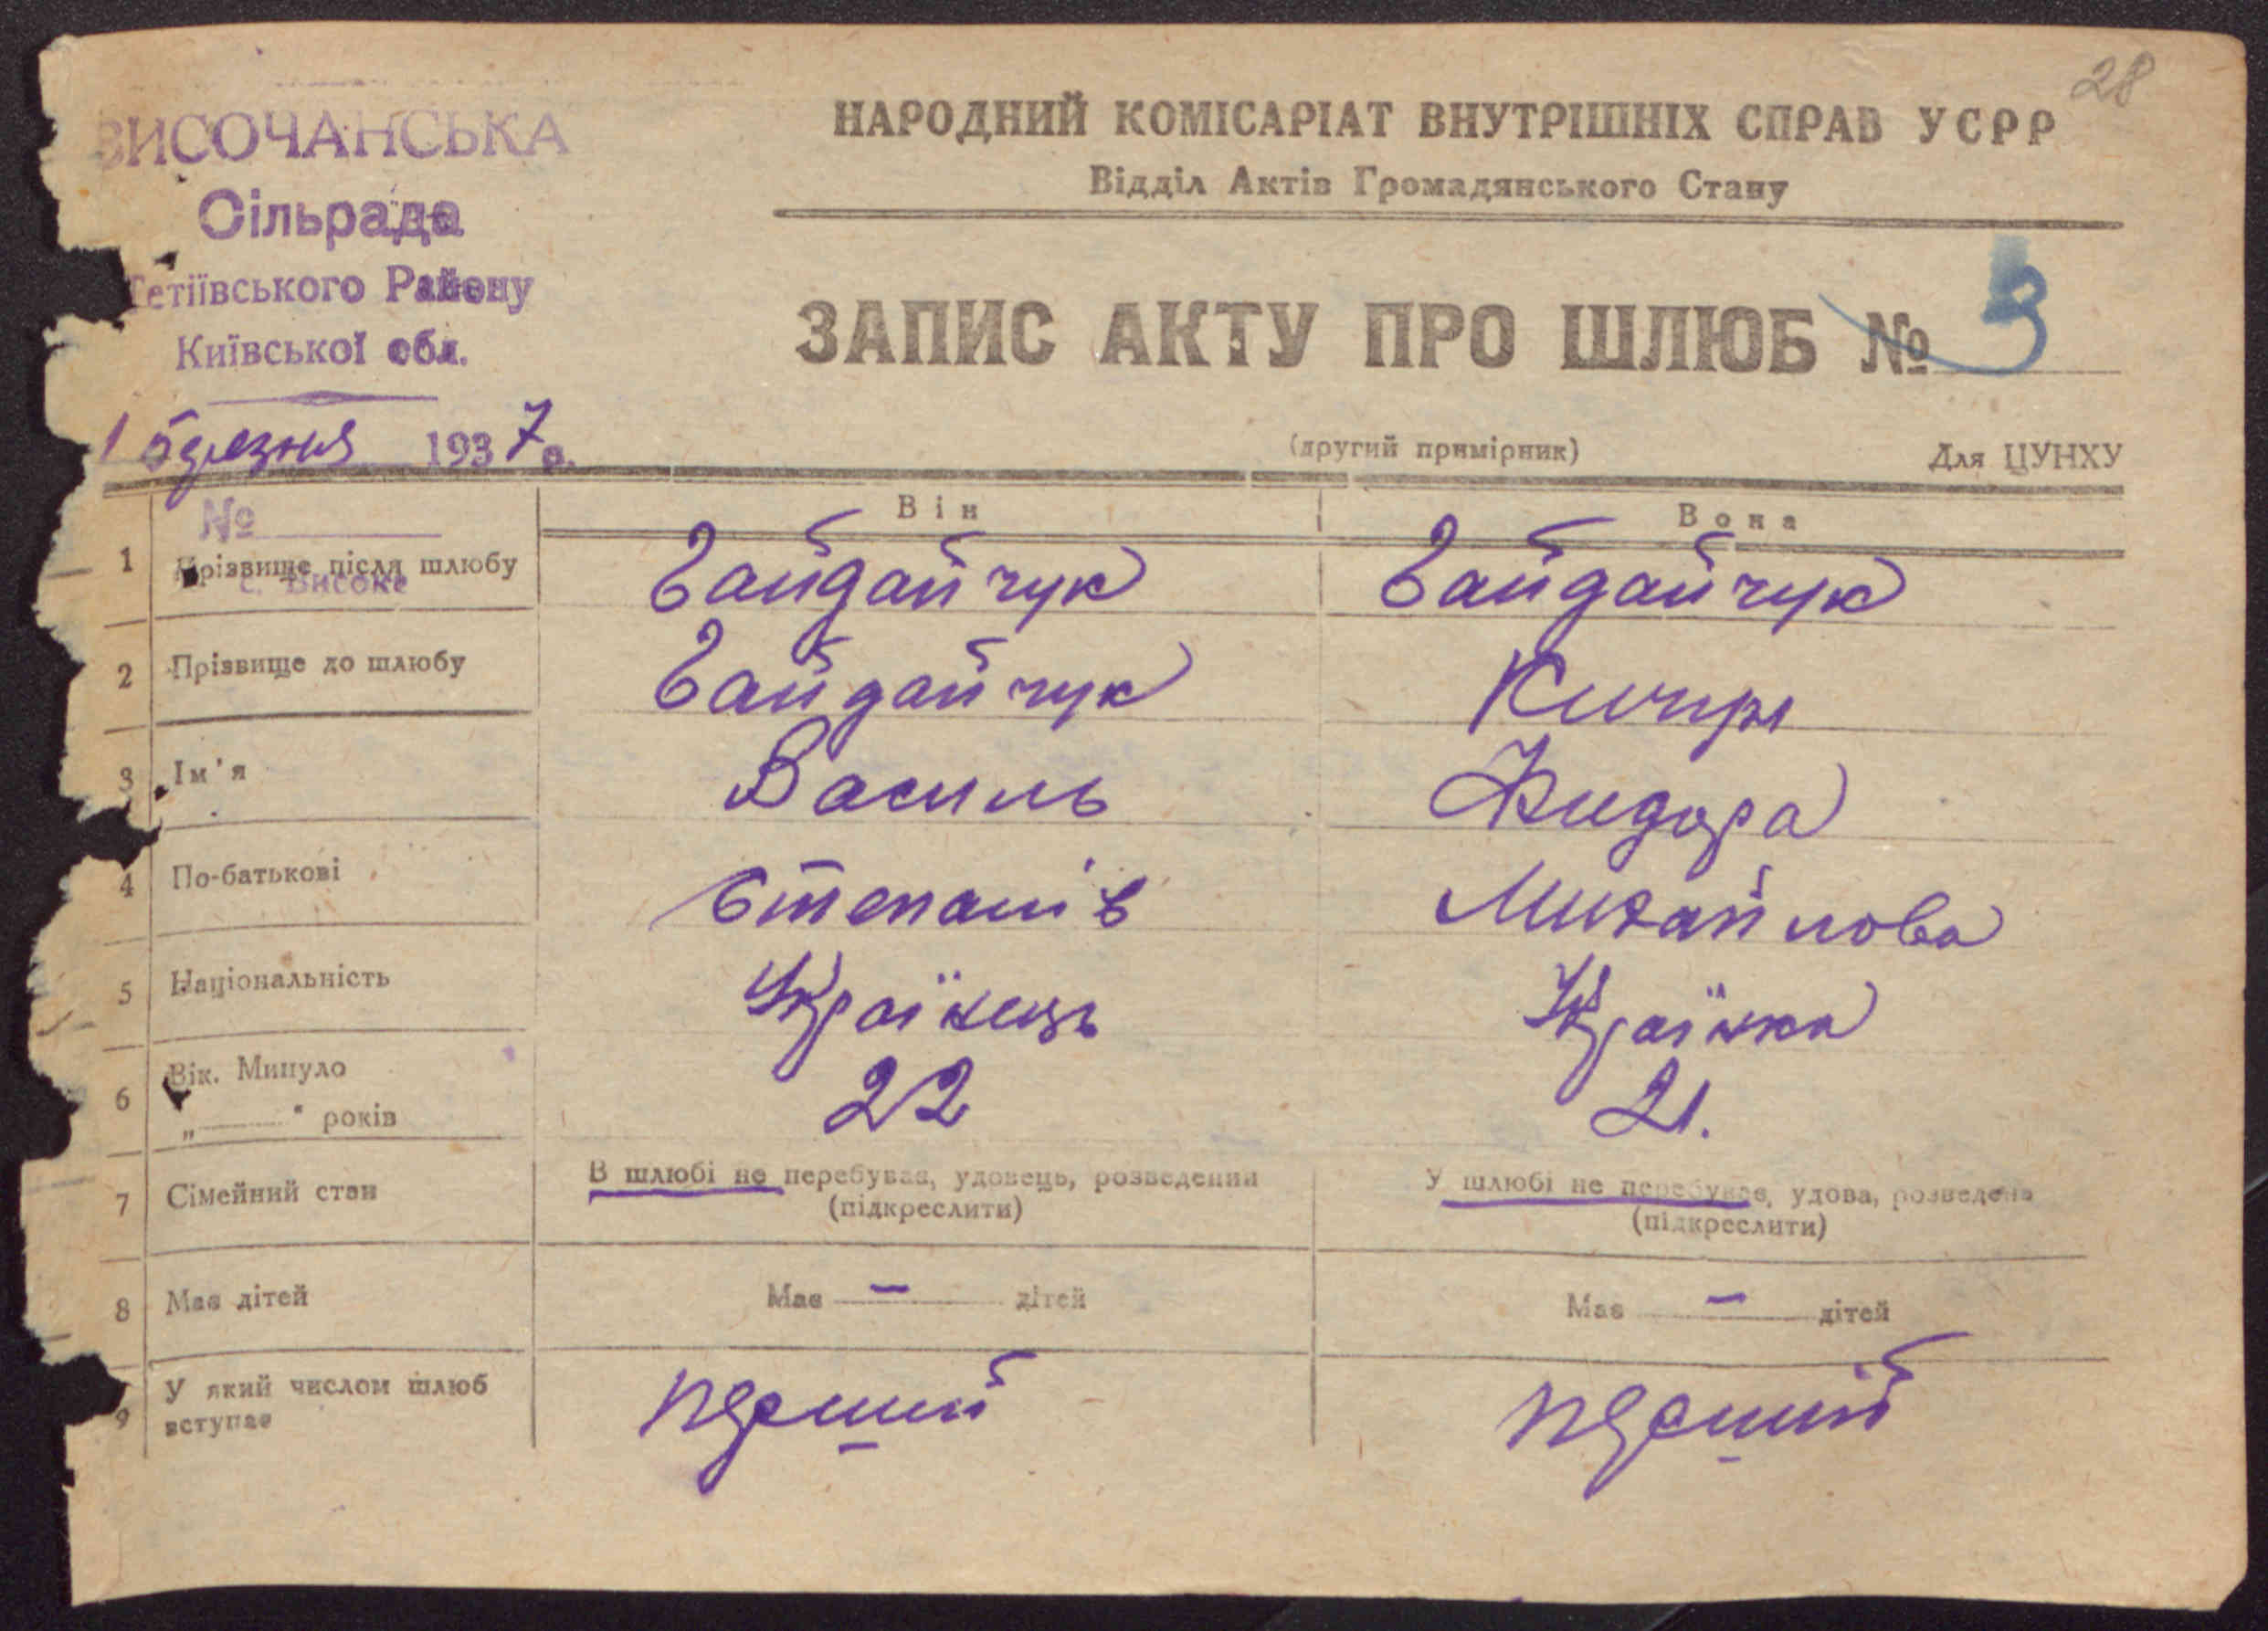 28
ВИСОЧАНСЬКА
Сільрада
Тетіївського Району
Київської обл.
1 березня 1937 р.
НАРОДНИЙ КОМІСАРІАТ ВНУТРІШНІХ СПРАВ УСРР
Відділ Актів Громадянського Стану
ЗАПИС АКТУ ПРО ШЛЮБ № 3
(другий примірник) Для ЦУНХУ
№
с. Високе
Він Вона
1 Прізвище після шлюбу Гайдайчук Гайдайчук
2 Прізвище до шлюбу Гайдайчук
3 Ім'я Василь
4 По-батькові Степанів Михайлова
5 Національність Українець Українка
6 Вік. Минуло „ " років 22 21.
7 Сімейний стан В шлюбі не перебуває, удовець, розведений У шлюбі не перебуває, удова, розведена
(підкреслити) (підкреслити)
8 Має дітей Має — дітей Має — дітей
9 У який числом шлюб вступає перший перший